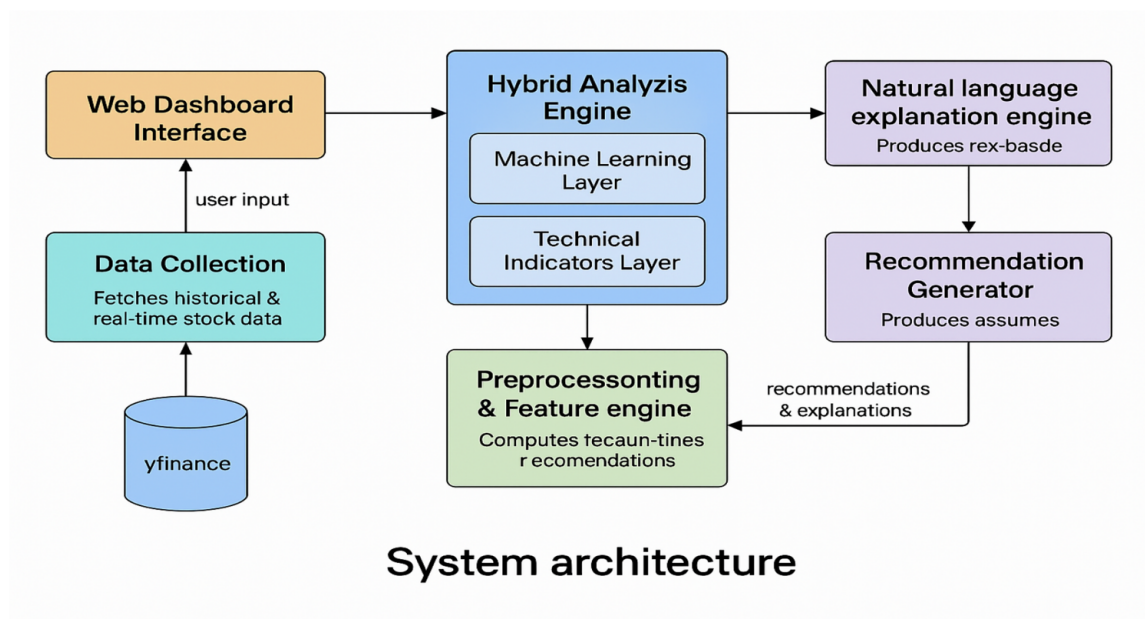 Web Dashboard
Interface
user input
Data Collection
Fetches historical &
real-time stock data
yfinance
Hybrid Analyzis
Engine
Machine Learning
Layer
Technical
Indicators Layer
Preprocessonting
& Feature engine
Computes tecaun-tines
r ecomendations
Natural language
explanation engine
Produces rex-basde
Recommendation
Generator
Produces assumes
recommendations
& explanations
System architecture